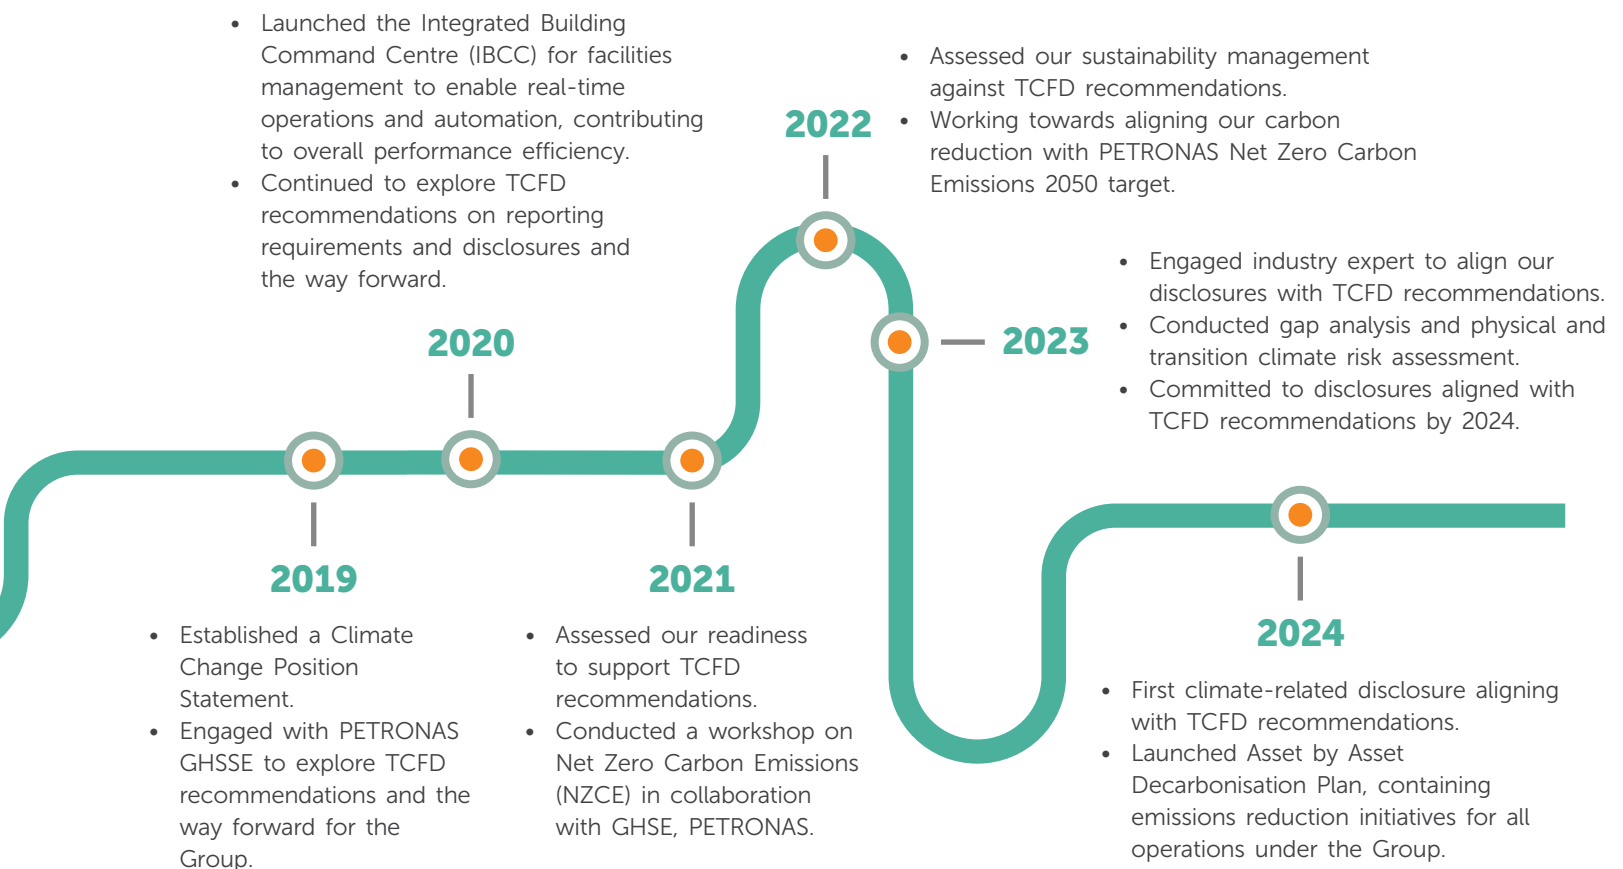 2019
• Established a Climate
Change Position
Statement.
• Engaged with PETRONAS
GHSSE to explore TCFD
recommendations and the
way forward for the
Group.
2020
• Launched the Integrated Building
Command Centre (IBCC) for facilities
management to enable real-time
operations and automation, contributing
to overall performance efficiency.
• Continued to explore TCFD
recommendations on reporting
requirements and disclosures and
the way forward.
2021
• Assessed our readiness
to support TCFD
recommendations.
• Conducted a workshop on
Net Zero Carbon Emissions
(NZCE) in collaboration
with GHSE, PETRONAS.
2022
• Assessed our sustainability management
against TCFD recommendations.
• Working towards aligning our carbon
reduction with PETRONAS Net Zero Carbon
Emissions 2050 target.
2023
• Engaged industry expert to align our
disclosures with TCFD recommendations.
• Conducted gap analysis and physical and
transition climate risk assessment.
• Committed to disclosures aligned with
TCFD recommendations by 2024.
2024
• First climate-related disclosure aligning
with TCFD recommendations.
• Launched Asset by Asset
Decarbonisation Plan, containing
emissions reduction initiatives for all
operations under the Group.